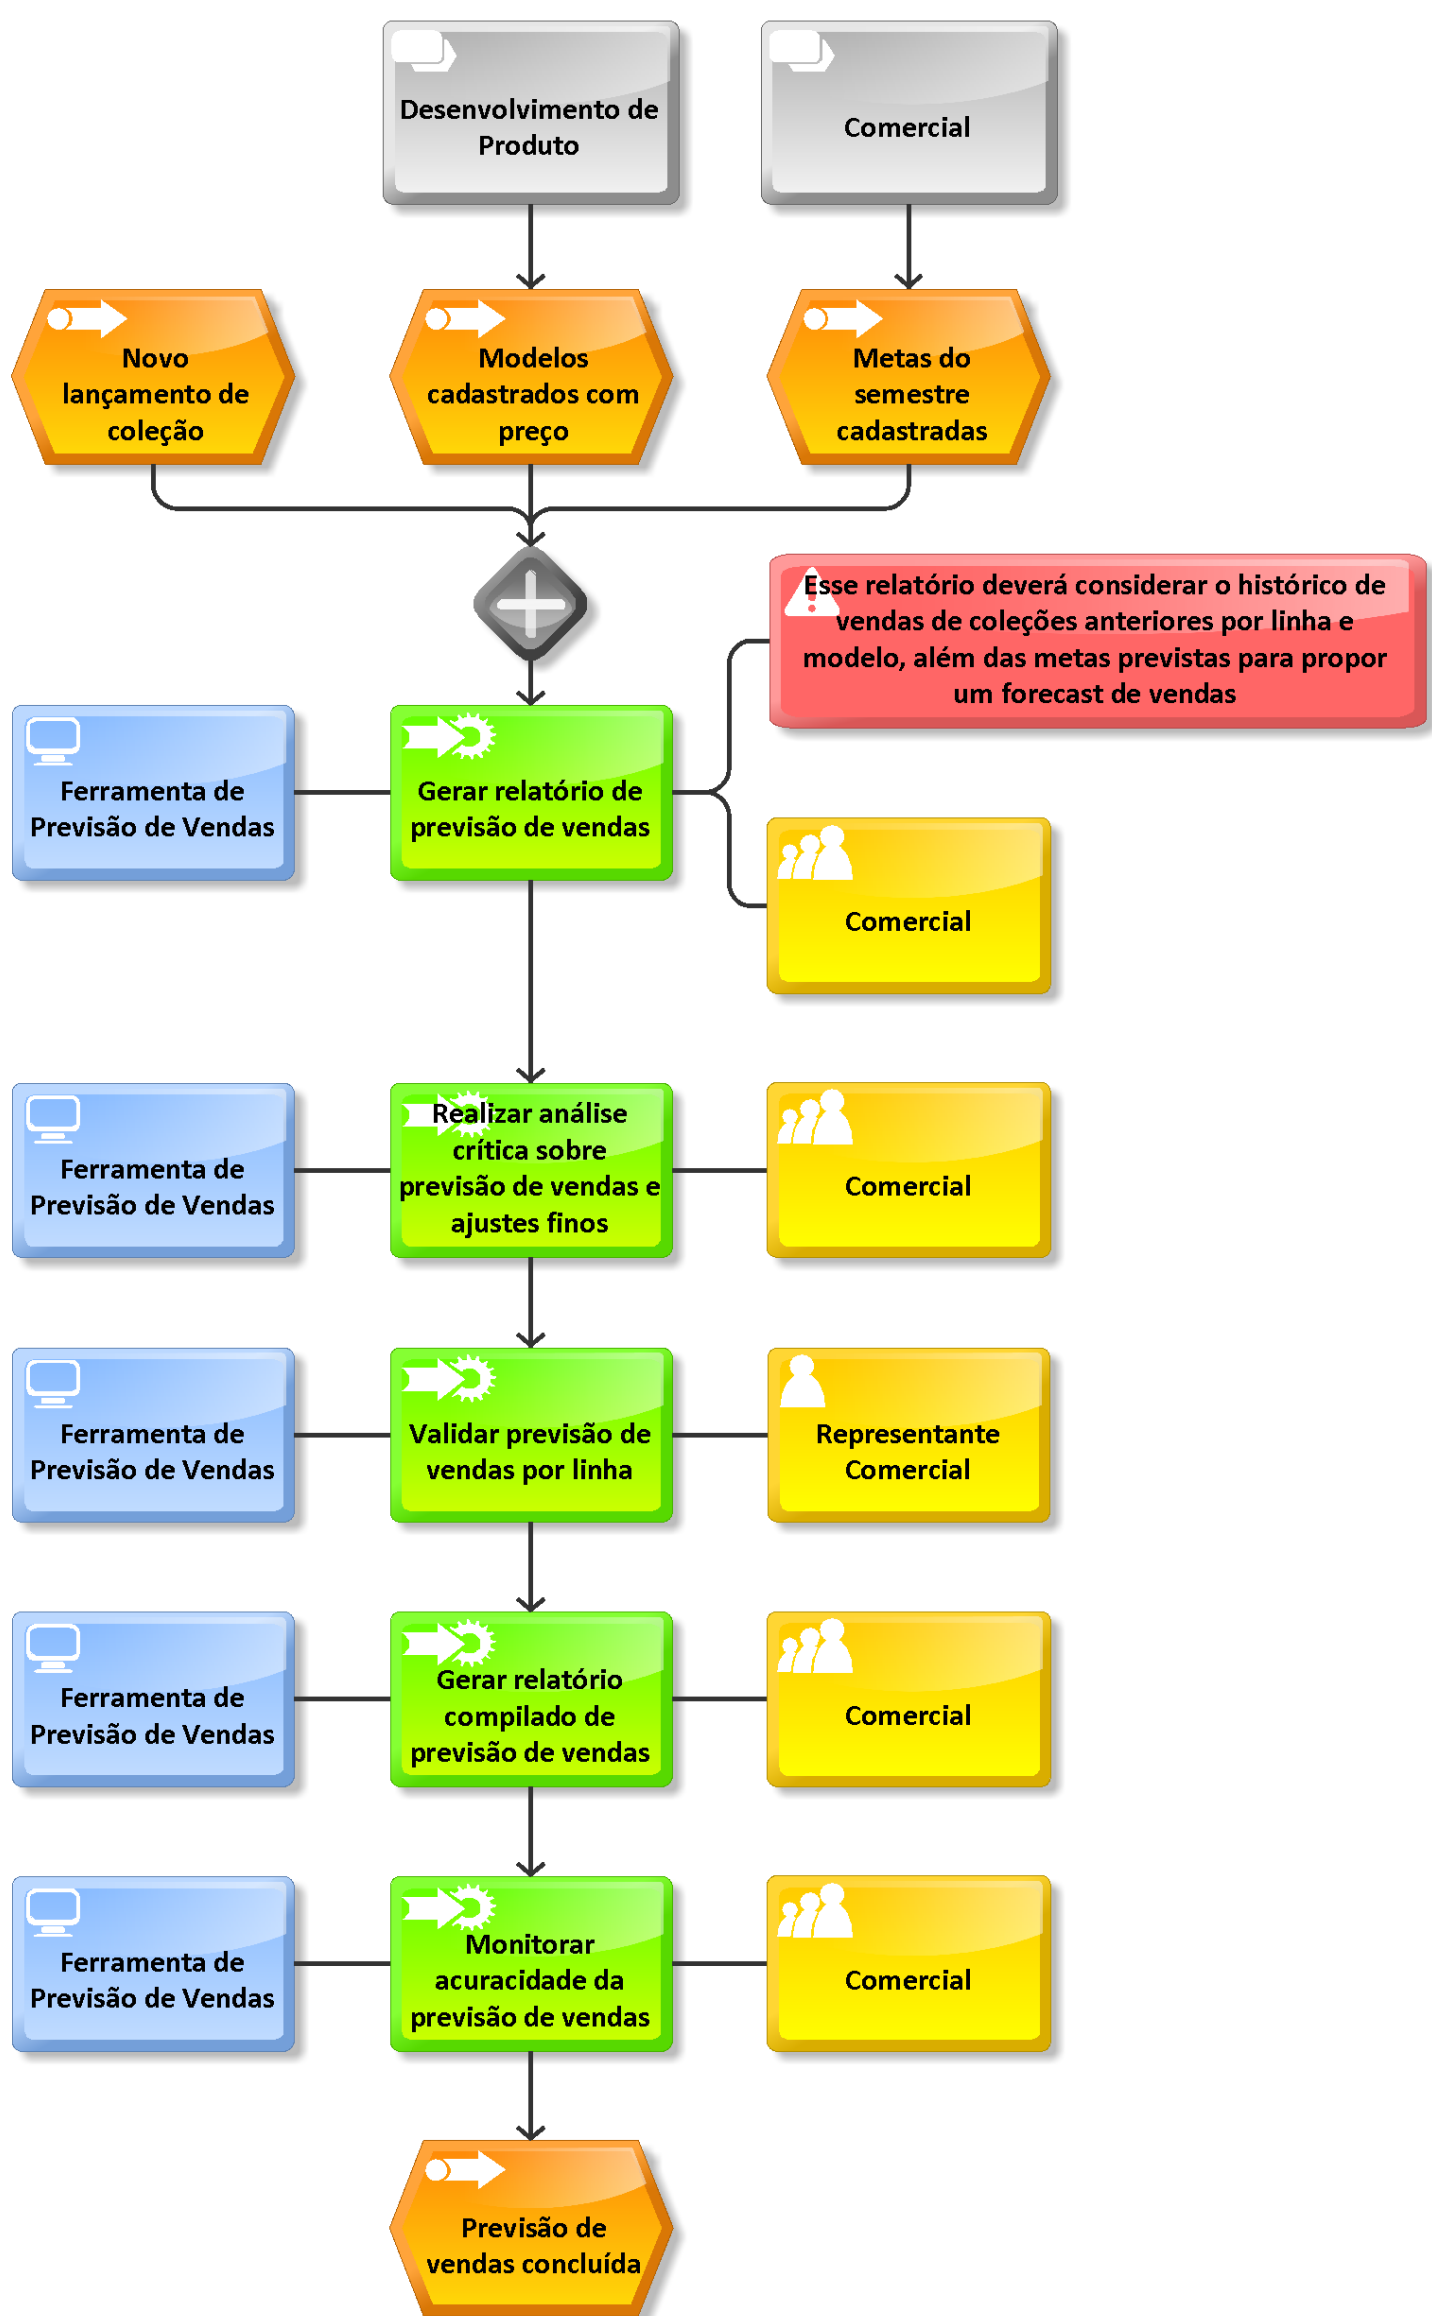 Desenvolvimento de
Produto
Comercial
Novo
lançamento de
coleção
Modelos
cadastrados com
preço
Metas do
semestre
cadastradas
Esse relatório deverá considerar o histórico de
vendas de coleções anteriores por linha e
modelo, além das metas previstas para propor
um forecast de vendas
Ferramenta de
Previsão de Vendas
Gerar relatório de
previsão de vendas
Comercial
Ferramenta de
Previsão de Vendas
Realizar análise
crítica sobre
previsão de vendas e
ajustes finos
Comercial
Ferramenta de
Previsão de Vendas
Validar previsão de
vendas por linha
Representante
Comercial
Ferramenta de
Previsão de Vendas
Gerar relatório
compilado de
previsão de vendas
Comercial
Ferramenta de
Previsão de Vendas
Monitorar
acuracidade da
previsão de vendas
Comercial
Previsão de
vendas concluída